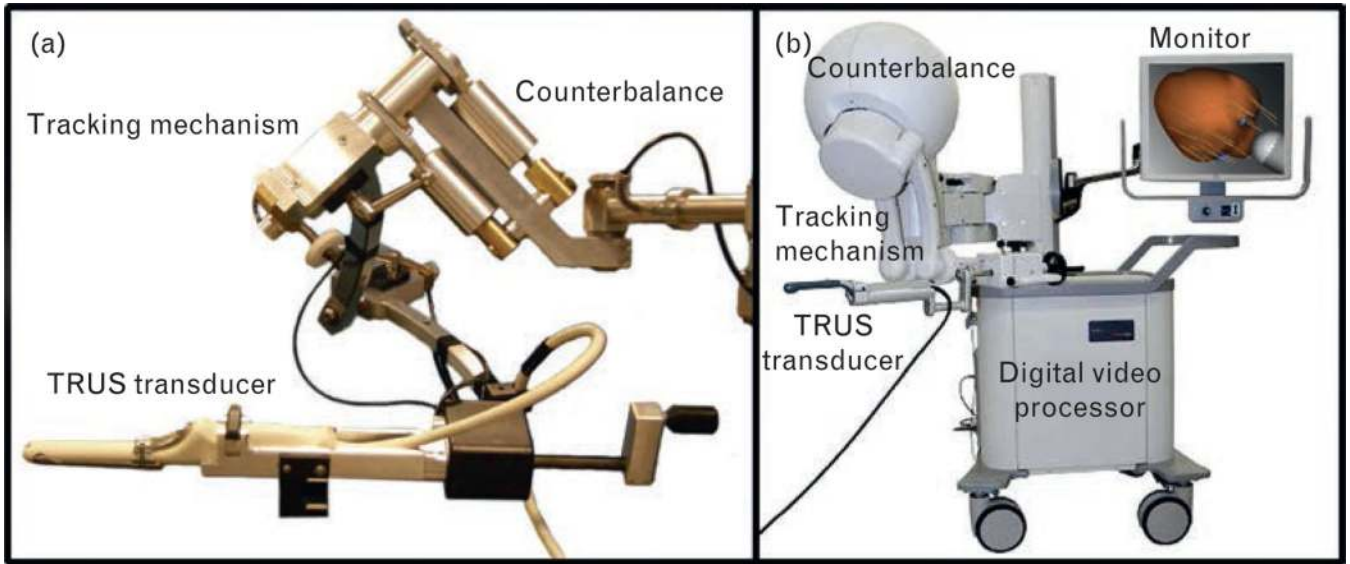 (a)
Counterbalance
Tracking mechanism
TRUS transducer
(b)
Monitor
Counterbalance
Tracking
mechanism
TRUS
transducer
Digital video
processor